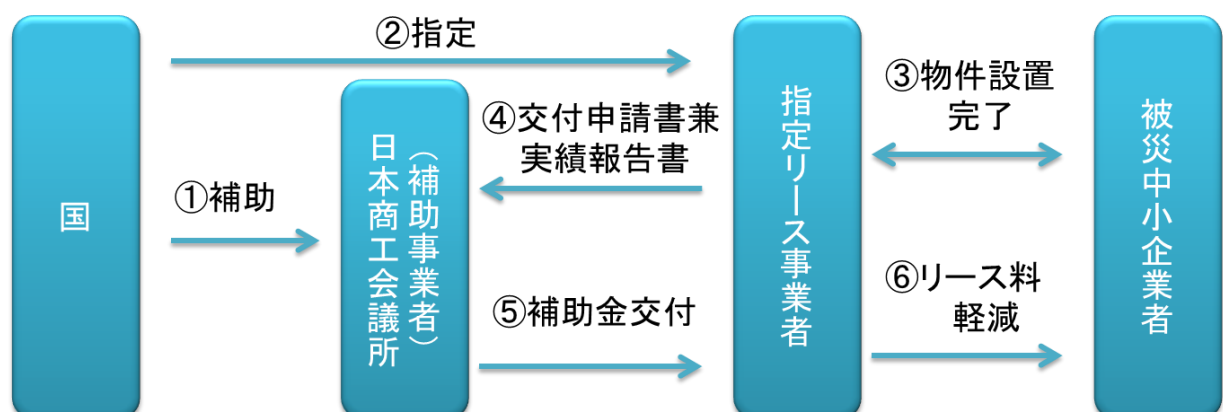 国
①補助
②指定
日本商工会議所
（補助事業者）
④交付申請書兼
実績報告書
⑤補助金交付
指定リース事業者
③物件設置
完了
⑥リース料
軽減
被災中小企業者